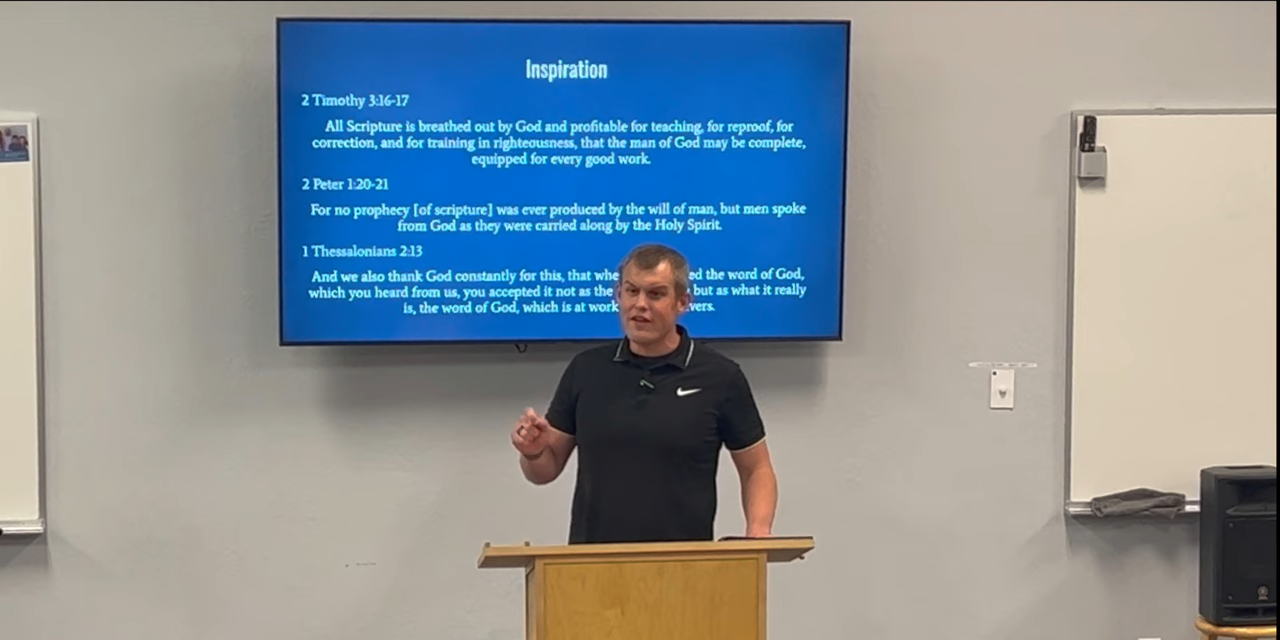 Inspiration
2 Timothy 3:16-17
All Scripture is breathed out by God and profitable for teaching, for reproof, for
correction, and for training in righteousness, that the man of God may be complete,
equipped for every good work.
2 Peter 1:20-21
For no prophecy [of scripture] was ever produced by the will of man, but men spoke
from God as they were carried along by the Holy Spirit.
1 Thessalonians 2:13
And we also thank God constantly for this, that the word of God,
which you heard from us, you accepted it not as the but as what it really
is, the word of God, which is at work